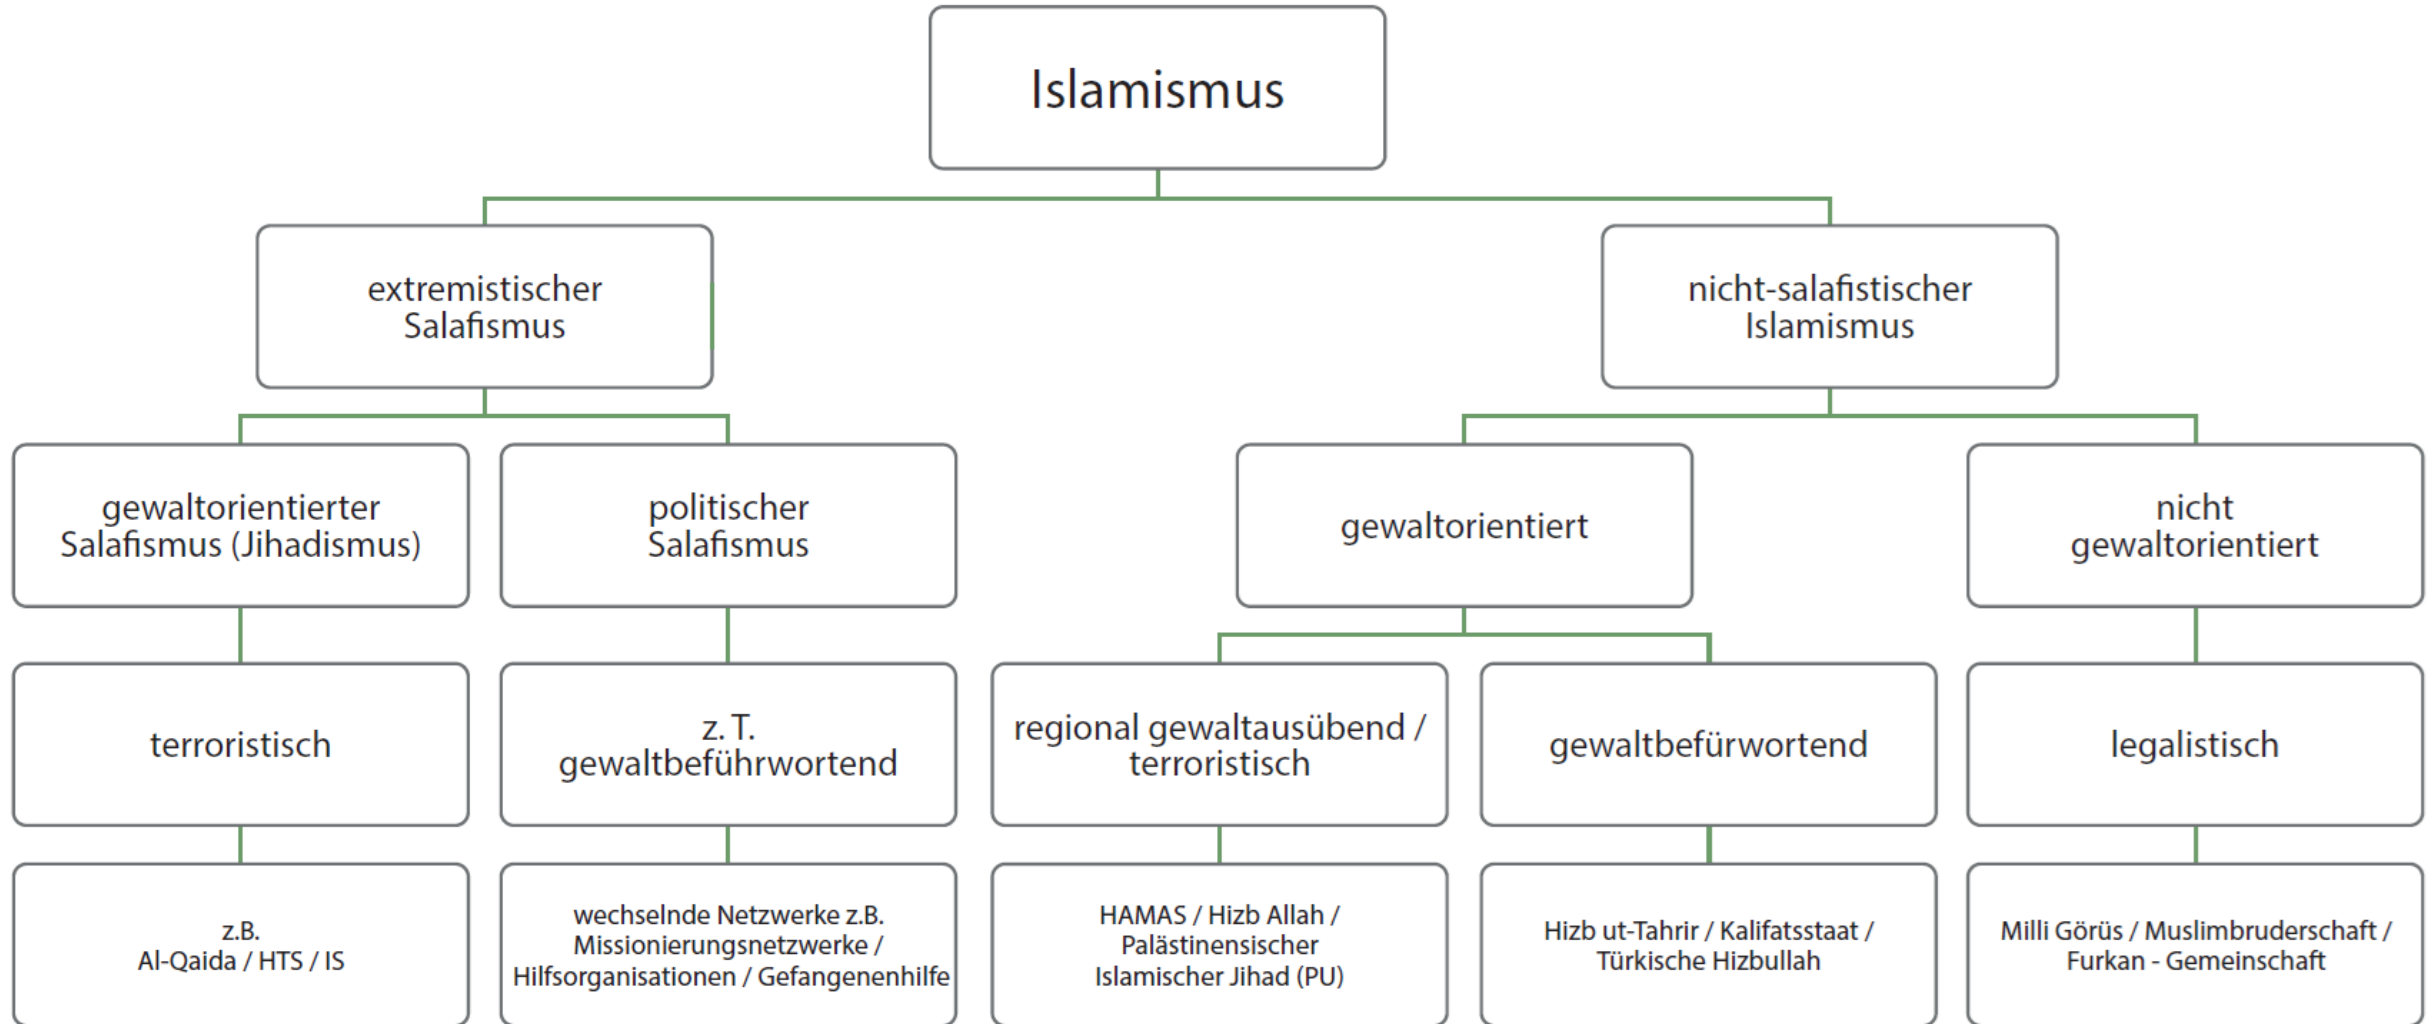 Islamismus
extremistischer
Salafismus
nicht-salafistischer
Islamismus
gewaltorientierter
Salafismus (Jihadismus)
politischer
Salafismus
gewaltorientiert
nicht
gewaltorientiert
terroristisch
z. T.
gewaltbeführwortend
regional gewaltausübend /
terroristisch
gewaltbefürwortend
legalistisch
z.B.
Al-Qaida / HTS / IS
wechselnde Netzwerke z.B.
Missionierungsnetzwerke /
Hilfsorganisationen / Gefangenenhilfe
HAMAS / Hizb Allah /
Palästinensischer
Islamischer Jihad (PU)
Hizb ut-Tahrir / Kalifatsstaat /
Türkische Hizbullah
Milli Görüs / Muslimbruderschaft /
Furkan - Gemeinschaft